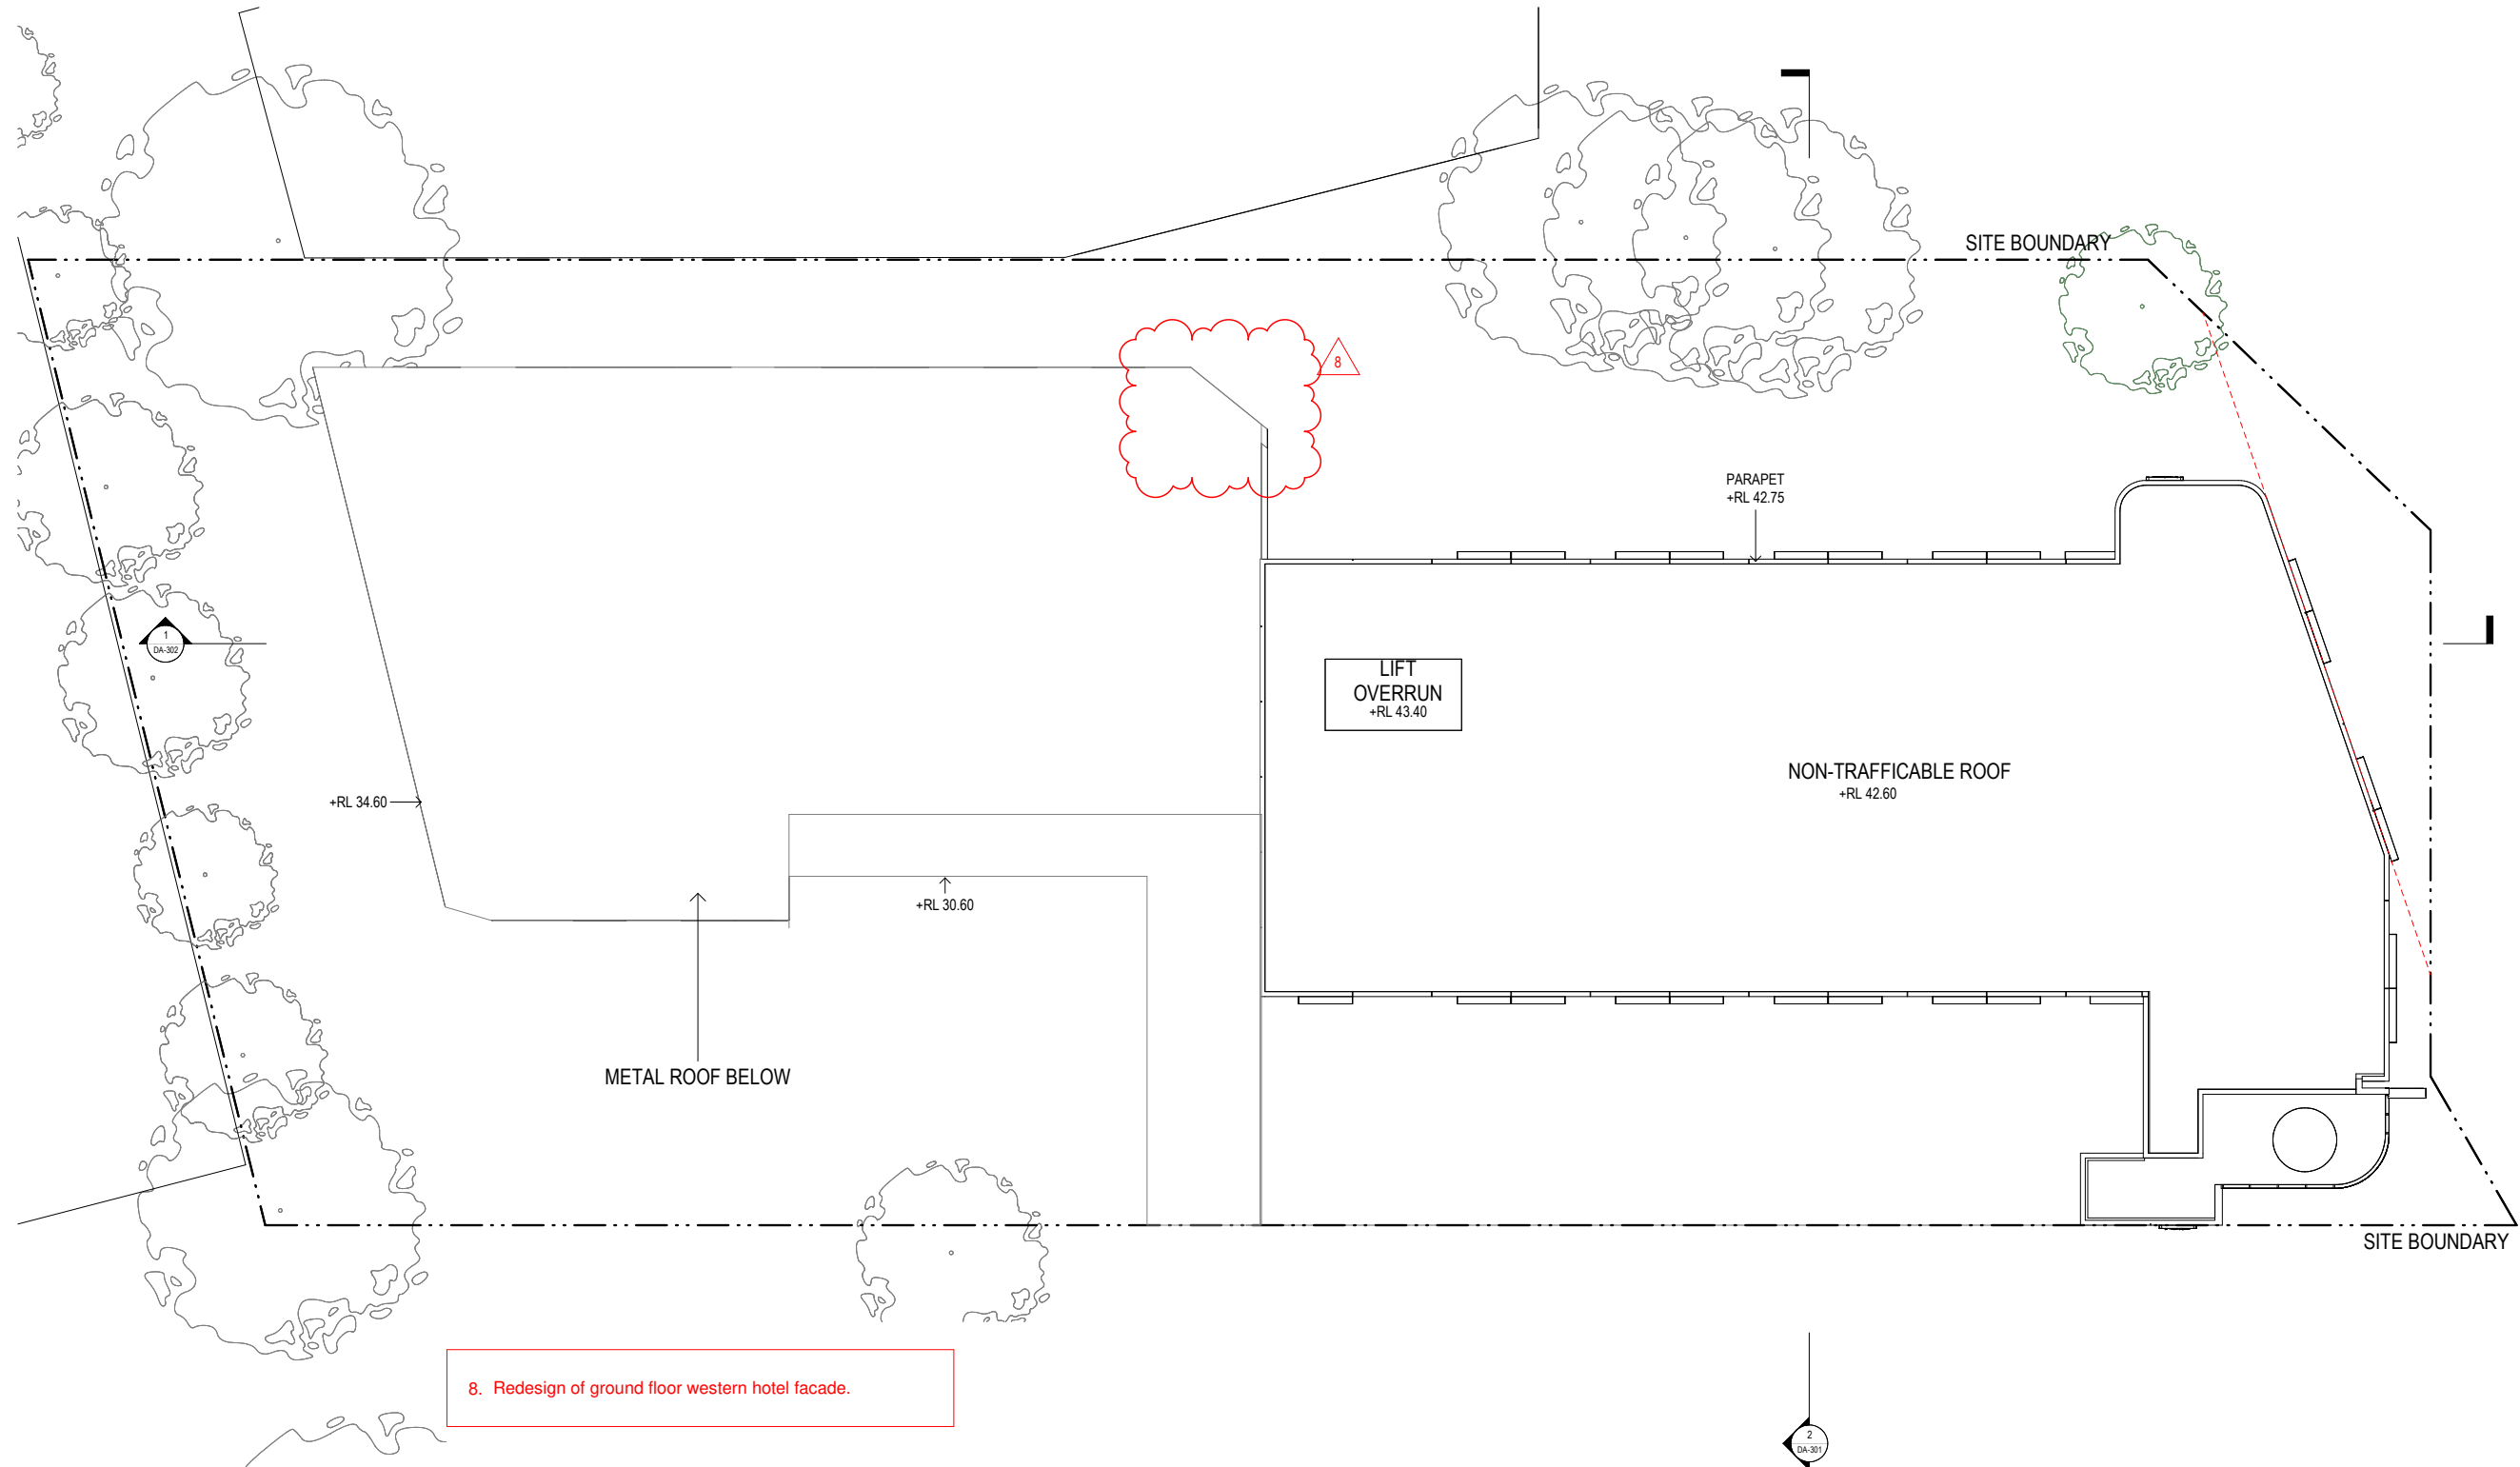 SITE BOUNDARY
8
PARAPET
+RL 42.75
1
DA-302
LIFT
OVERRUN
+RL 43.40
NON-TRAFFICABLE ROOF
+RL 42.60
+RL 34.60
+RL 30.60
METAL ROOF BELOW
SITE BOUNDARY
8. Redesign of ground floor western hotel facade.
2
DA-301